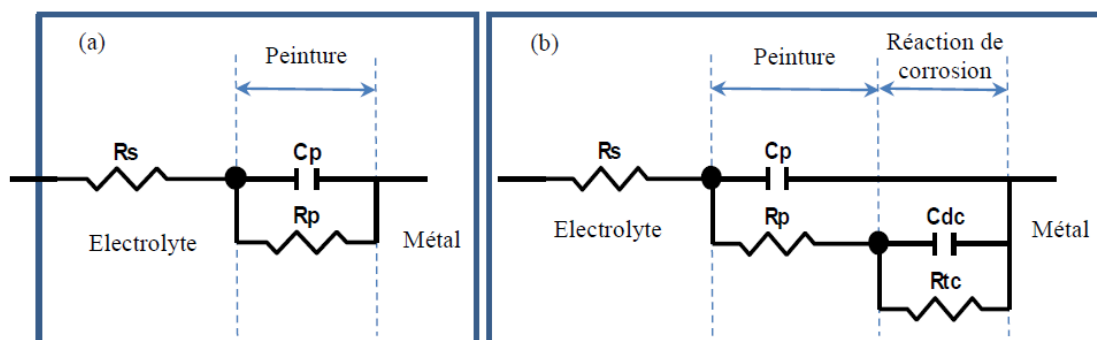 (a)
Peinture
Rs
Cp
Rp
Electrolyte
Métal
(b)
Peinture
Réaction de
corrosion
Rs
Cp
Rp
Cdc
Electrolyte
Métal
Rtc